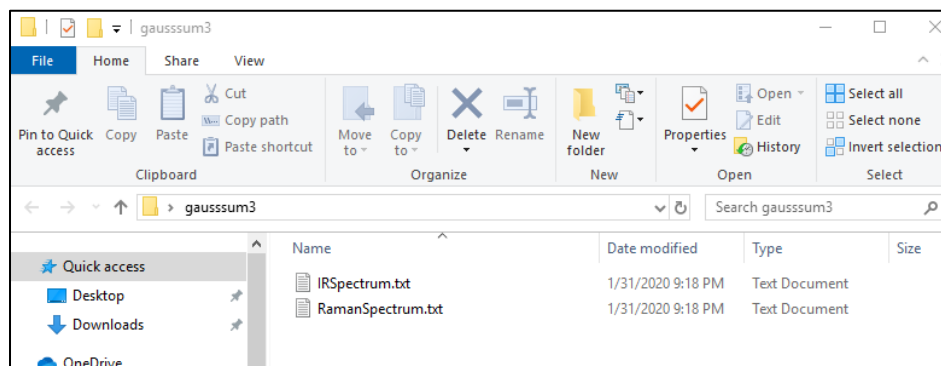 gausssum3
File Home Share View
Pin to Quick access
Copy
Paste
Cut
Copy path
Paste shortcut
Move to
Copy to
Delete
Rename
New folder
Properties
Open
Edit
History
Select all
Select none
Invert selection
Clipboard Organize New Open Select
gausssum3 Search gausssum3
Name Date modified Type Size
Quick access
IRSpectrum.txt 1/31/2020 9:18 PM Text Document
Desktop
RamanSpectrum.txt 1/31/2020 9:18 PM Text Document
Downloads
OneDrive